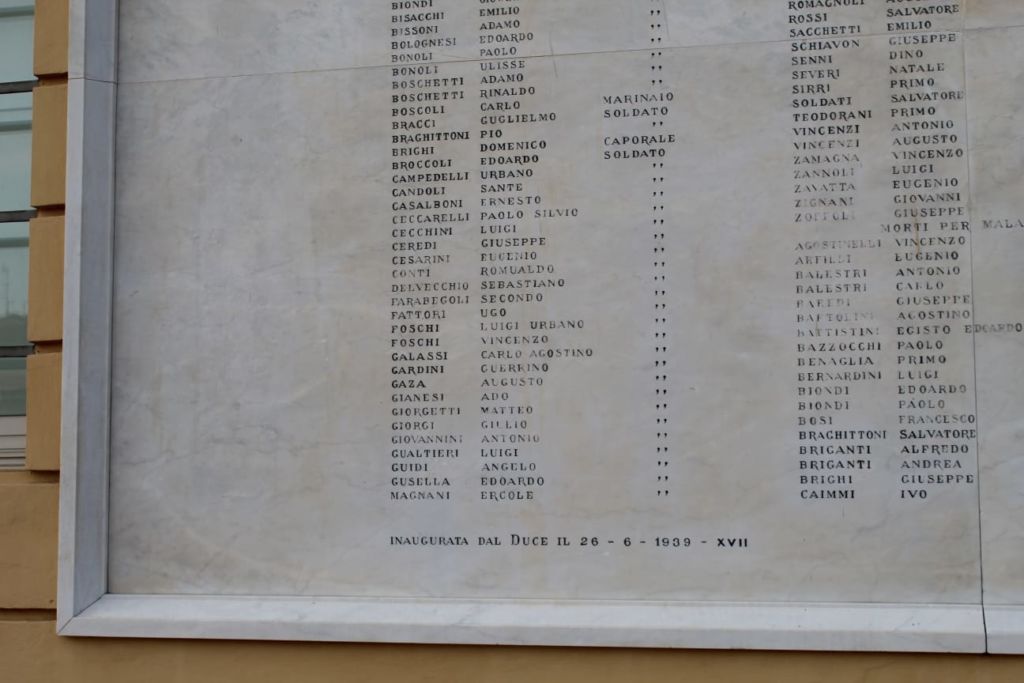 BIONDI
BISACCHI EMILIO ,,
BISSONI ADAMO ,,
BOLOGNESI EDOARDO ,,
BONOLI PAOLO ,,
BONOLI ULISSE ,,
BOSCHETTI ADAMO ,,
BOSCHETTI RINALDO ,,
BOSCOLI CARLO MARINAIO
BRACCI GUGLIELMO SOLDATO
BRAGHITTONI PIO ,,
BRIGHI DOMENICO CAPORALE
BROCCOLI EDOARDO SOLDATO
CAMPEDELLI URBANO ,,
CANDOLI SANTE ,,
CASALBONI ERNESTO ,,
CECCARELLI PAOLO SILVIO ,,
CECCHINI LUIGI ,,
CEREDI GIUSEPPE ,,
CESARINI EUGENIO ,,
CONTI ROMUALDO ,,
DELVECCHIO SEBASTIANO ,,
FARABEGOLI SECONDO ,,
FATTORI UGO ,,
FOSCHI LUIGI URBANO ,,
FOSCHI VINCENZO ,,
GALASSI CARLO AGOSTINO ,,
GARDINI GUERRINO ,,
GAZA AUGUSTO ,,
GIANESI ADO ,,
GIORGETTI MATTEO ,,
GIORGI GIULIO ,,
GIOVANNINI ANTONIO ,,
GUALTIERI LUIGI ,,
GUIDI ANGELO ,,
GUSELLA EDOARDO ,,
MAGNANI ERCOLE ,,
ROMAGNOLI
ROSSI SALVATORE
SACCHETTI EMILIO
SCHIAVON GIUSEPPE
SENNI DINO
SEVERI NATALE
SIRRI PRIMO
SOLDATI SALVATORE
TEODORANI PRIMO
VINCENZI ANTONIO
VINCENZI AUGUSTO
ZAMAGNA VINCENZO
ZANNOLI LUIGI
ZAVATTA EUGENIO
ZIGNANI GIOVANNI
ZOFFOLI GIUSEPPE
MORTI PER MALA
AGOSTINELLI VINCENZO
ARFILLI EUGENIO
BALESTRI ANTONIO
BALESTRI CARLO
BAREDI GIUSEPPE
BARTOLINI AGOSTINO
BATTISTINI EGISTO EDOARDO
BAZZOCCHI PAOLO
BENAGLIA PRIMO
BERNARDINI LUIGI
BIONDI EDOARDO
BIONDI PAOLO
BOSI FRANCESCO
BRAGHITTONI SALVATORE
BRIGANTI ALFREDO
BRIGANTI ANDREA
BRIGHI GIUSEPPE
CAIMMI IVO
INAUGURATA DAL DUCE IL 26 - 6 - 1939 - XVII